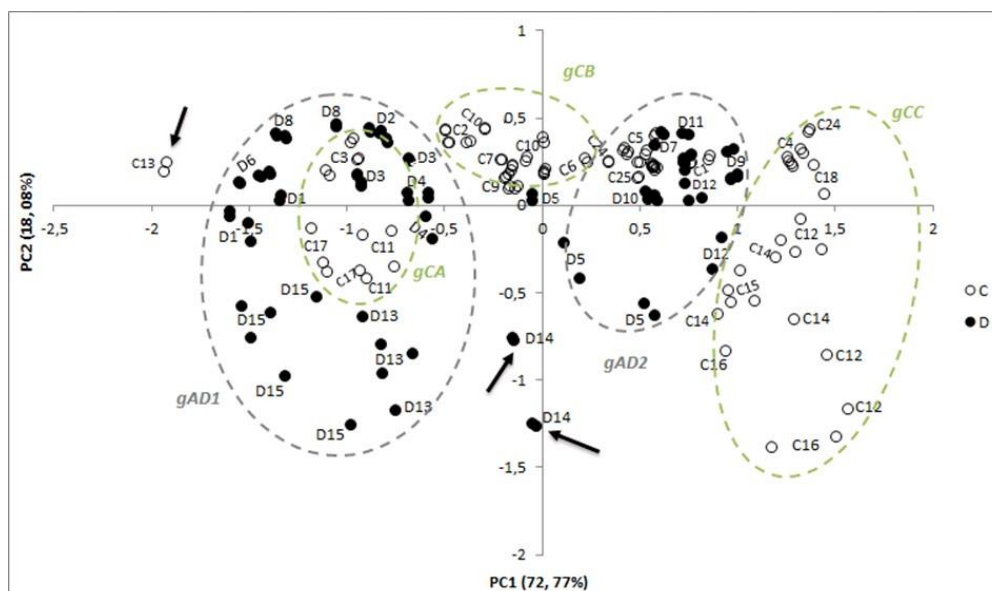 1
gCB
C10
C24
D8
D8
D2
D11
0,5
C2
C5
C4
C10
D7
C13
C3
D3
C7
C24
D9
C6
C1
C18
D6
C25
D4
C9
D12
D1
D5
D10
0
-2,5
-2
-1,5
-1
-0,5
0
0,5
1
1,5
2
D1
D4
C17
C11
D5
D12
C12
C14
C17
C11
gCA
D15
C15
-0,5
D15
D13
D5
C14
C14
D14
gAD2
C16
C12
gAD1
D15
D13
-1
D13
D14
C12
D15
C16
-1,5
-2
gCC
C
D
PC2 (18, 08%)
PC1 (72, 77%)